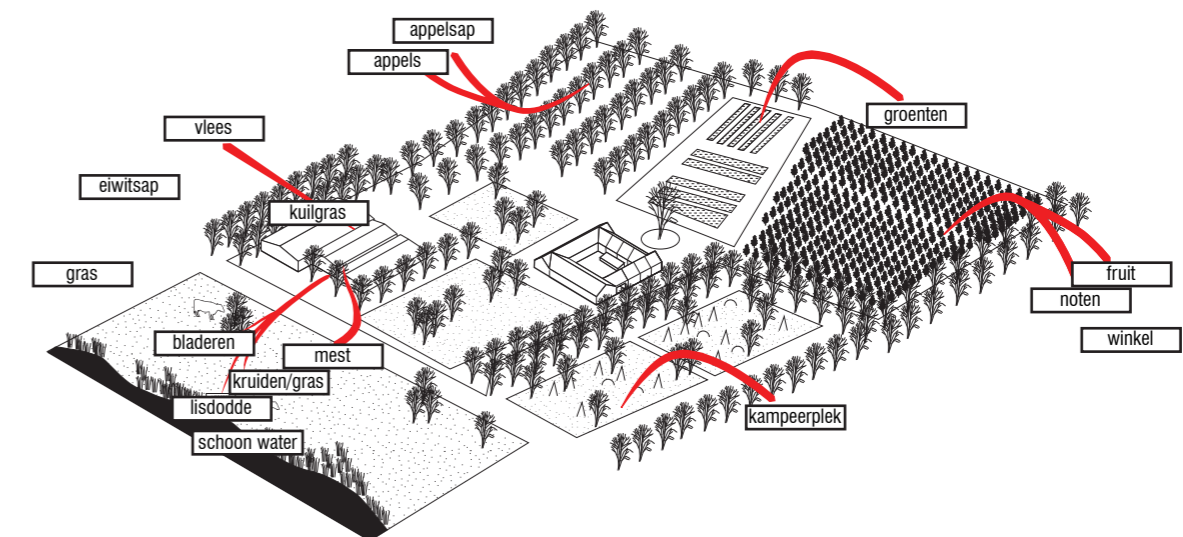 appelsap
appels
groenten
vlees
eiwitsap
kuilgras
gras
fruit
noten
winkel
bladeren
mest
kruiden/gras
lisdodde
kampeerplek
schoon water